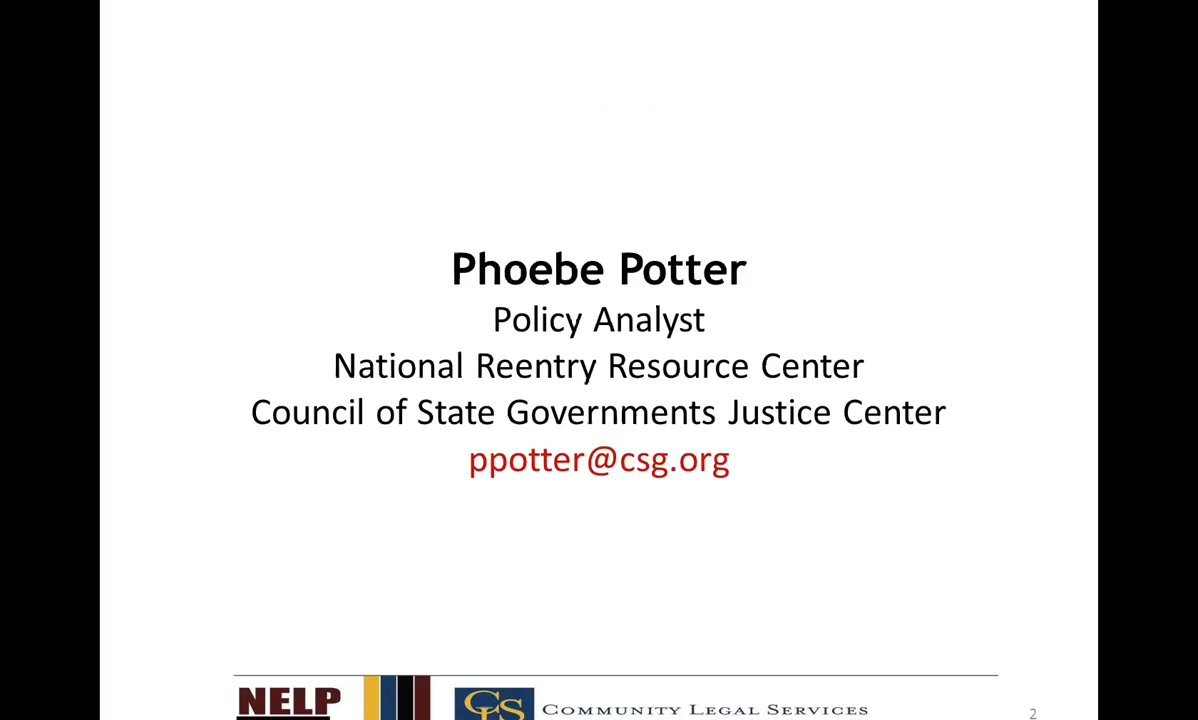 Phoebe Potter
Policy Analyst
National Reentry Resource Center
Council of State Governments Justice Center
ppotter@csg.org
NELP
CLS COMMUNITY LEGAL SERVICES
2